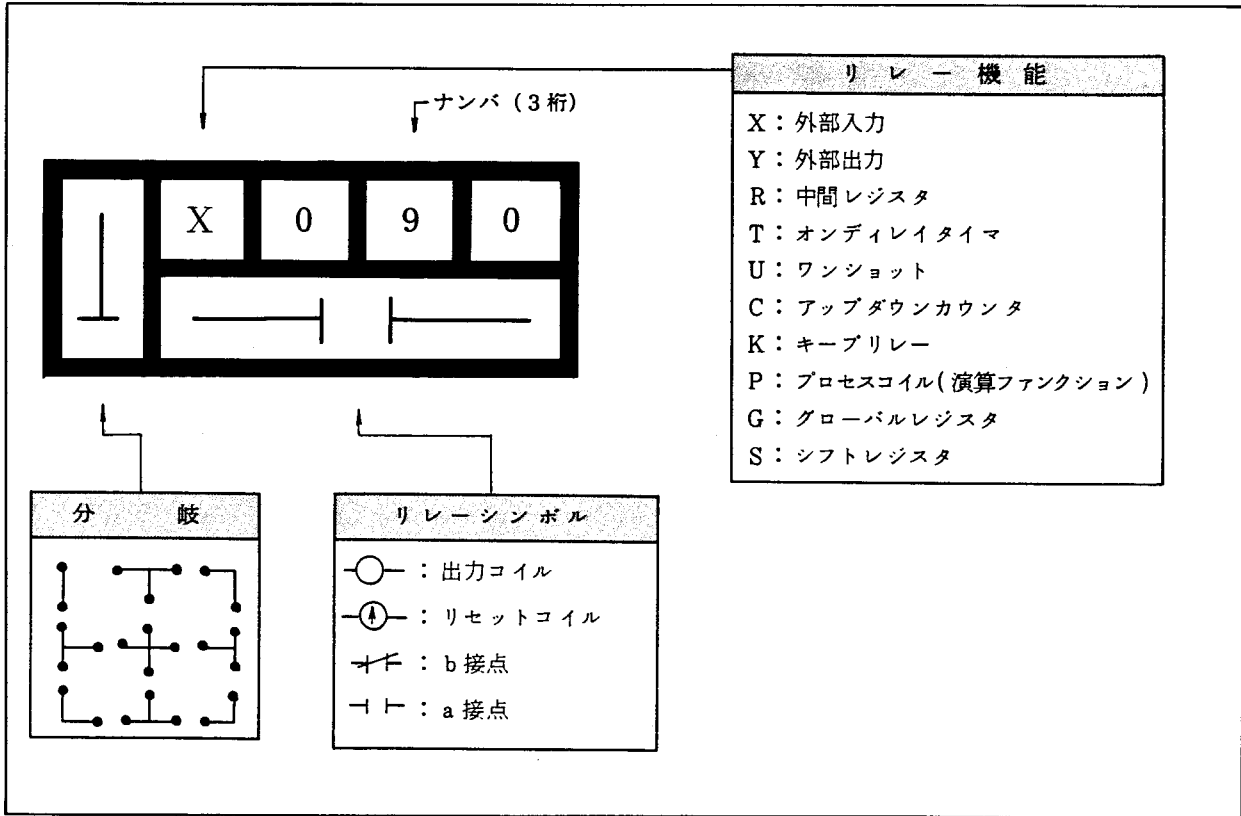 ナンバ（3桁）
X 0 9 0
リレー機能
X：外部入力
Y：外部出力
R：中間レジスタ
T：オンディレイタイマ
U：ワンショット
C：アップダウンカウンタ
K：キープリレー
P：プロセスコイル(演算ファンクション)
G：グローバルレジスタ
S：シフトレジスタ
分岐
リレーシンボル
：出力コイル
：リセットコイル
：b接点
：a接点